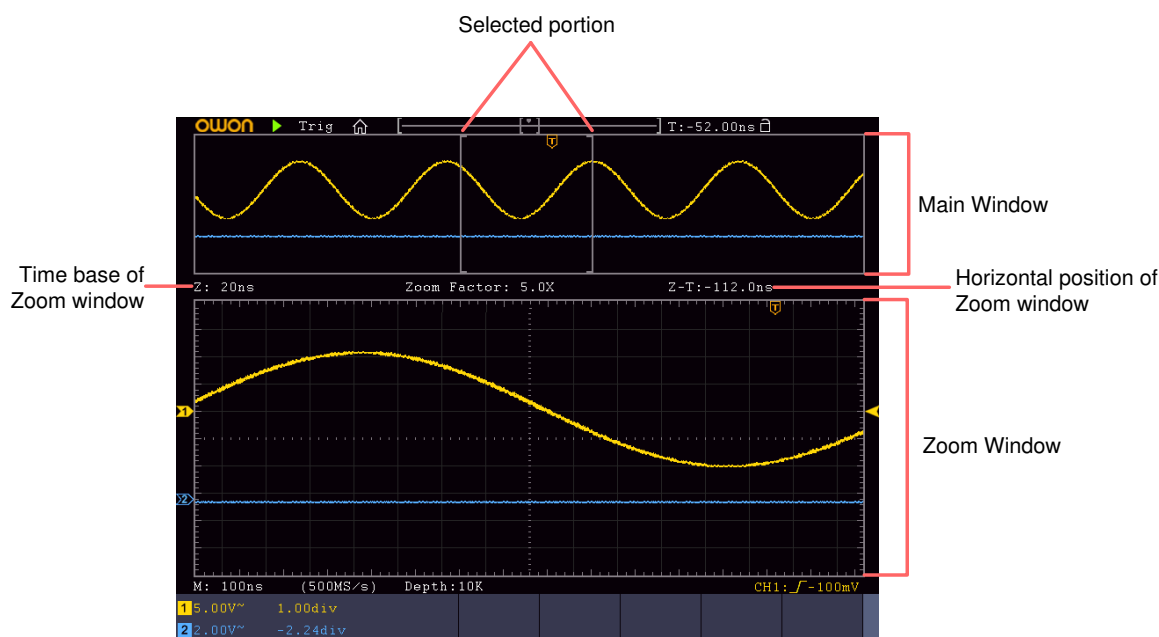 Selected portion
OWON Trig T:-52.00ns
T
Main Window
Time base of
Zoom window
Z: 20ns Zoom Factor: 5.0X Z-T:-112.0ns
Horizontal position of
Zoom window
T
1
Zoom Window
2
M: 100ns (500MS/s) Depth:10K CH1: -100mV
1 5.00V~ 1.00div
2 2.00V~ -2.24div